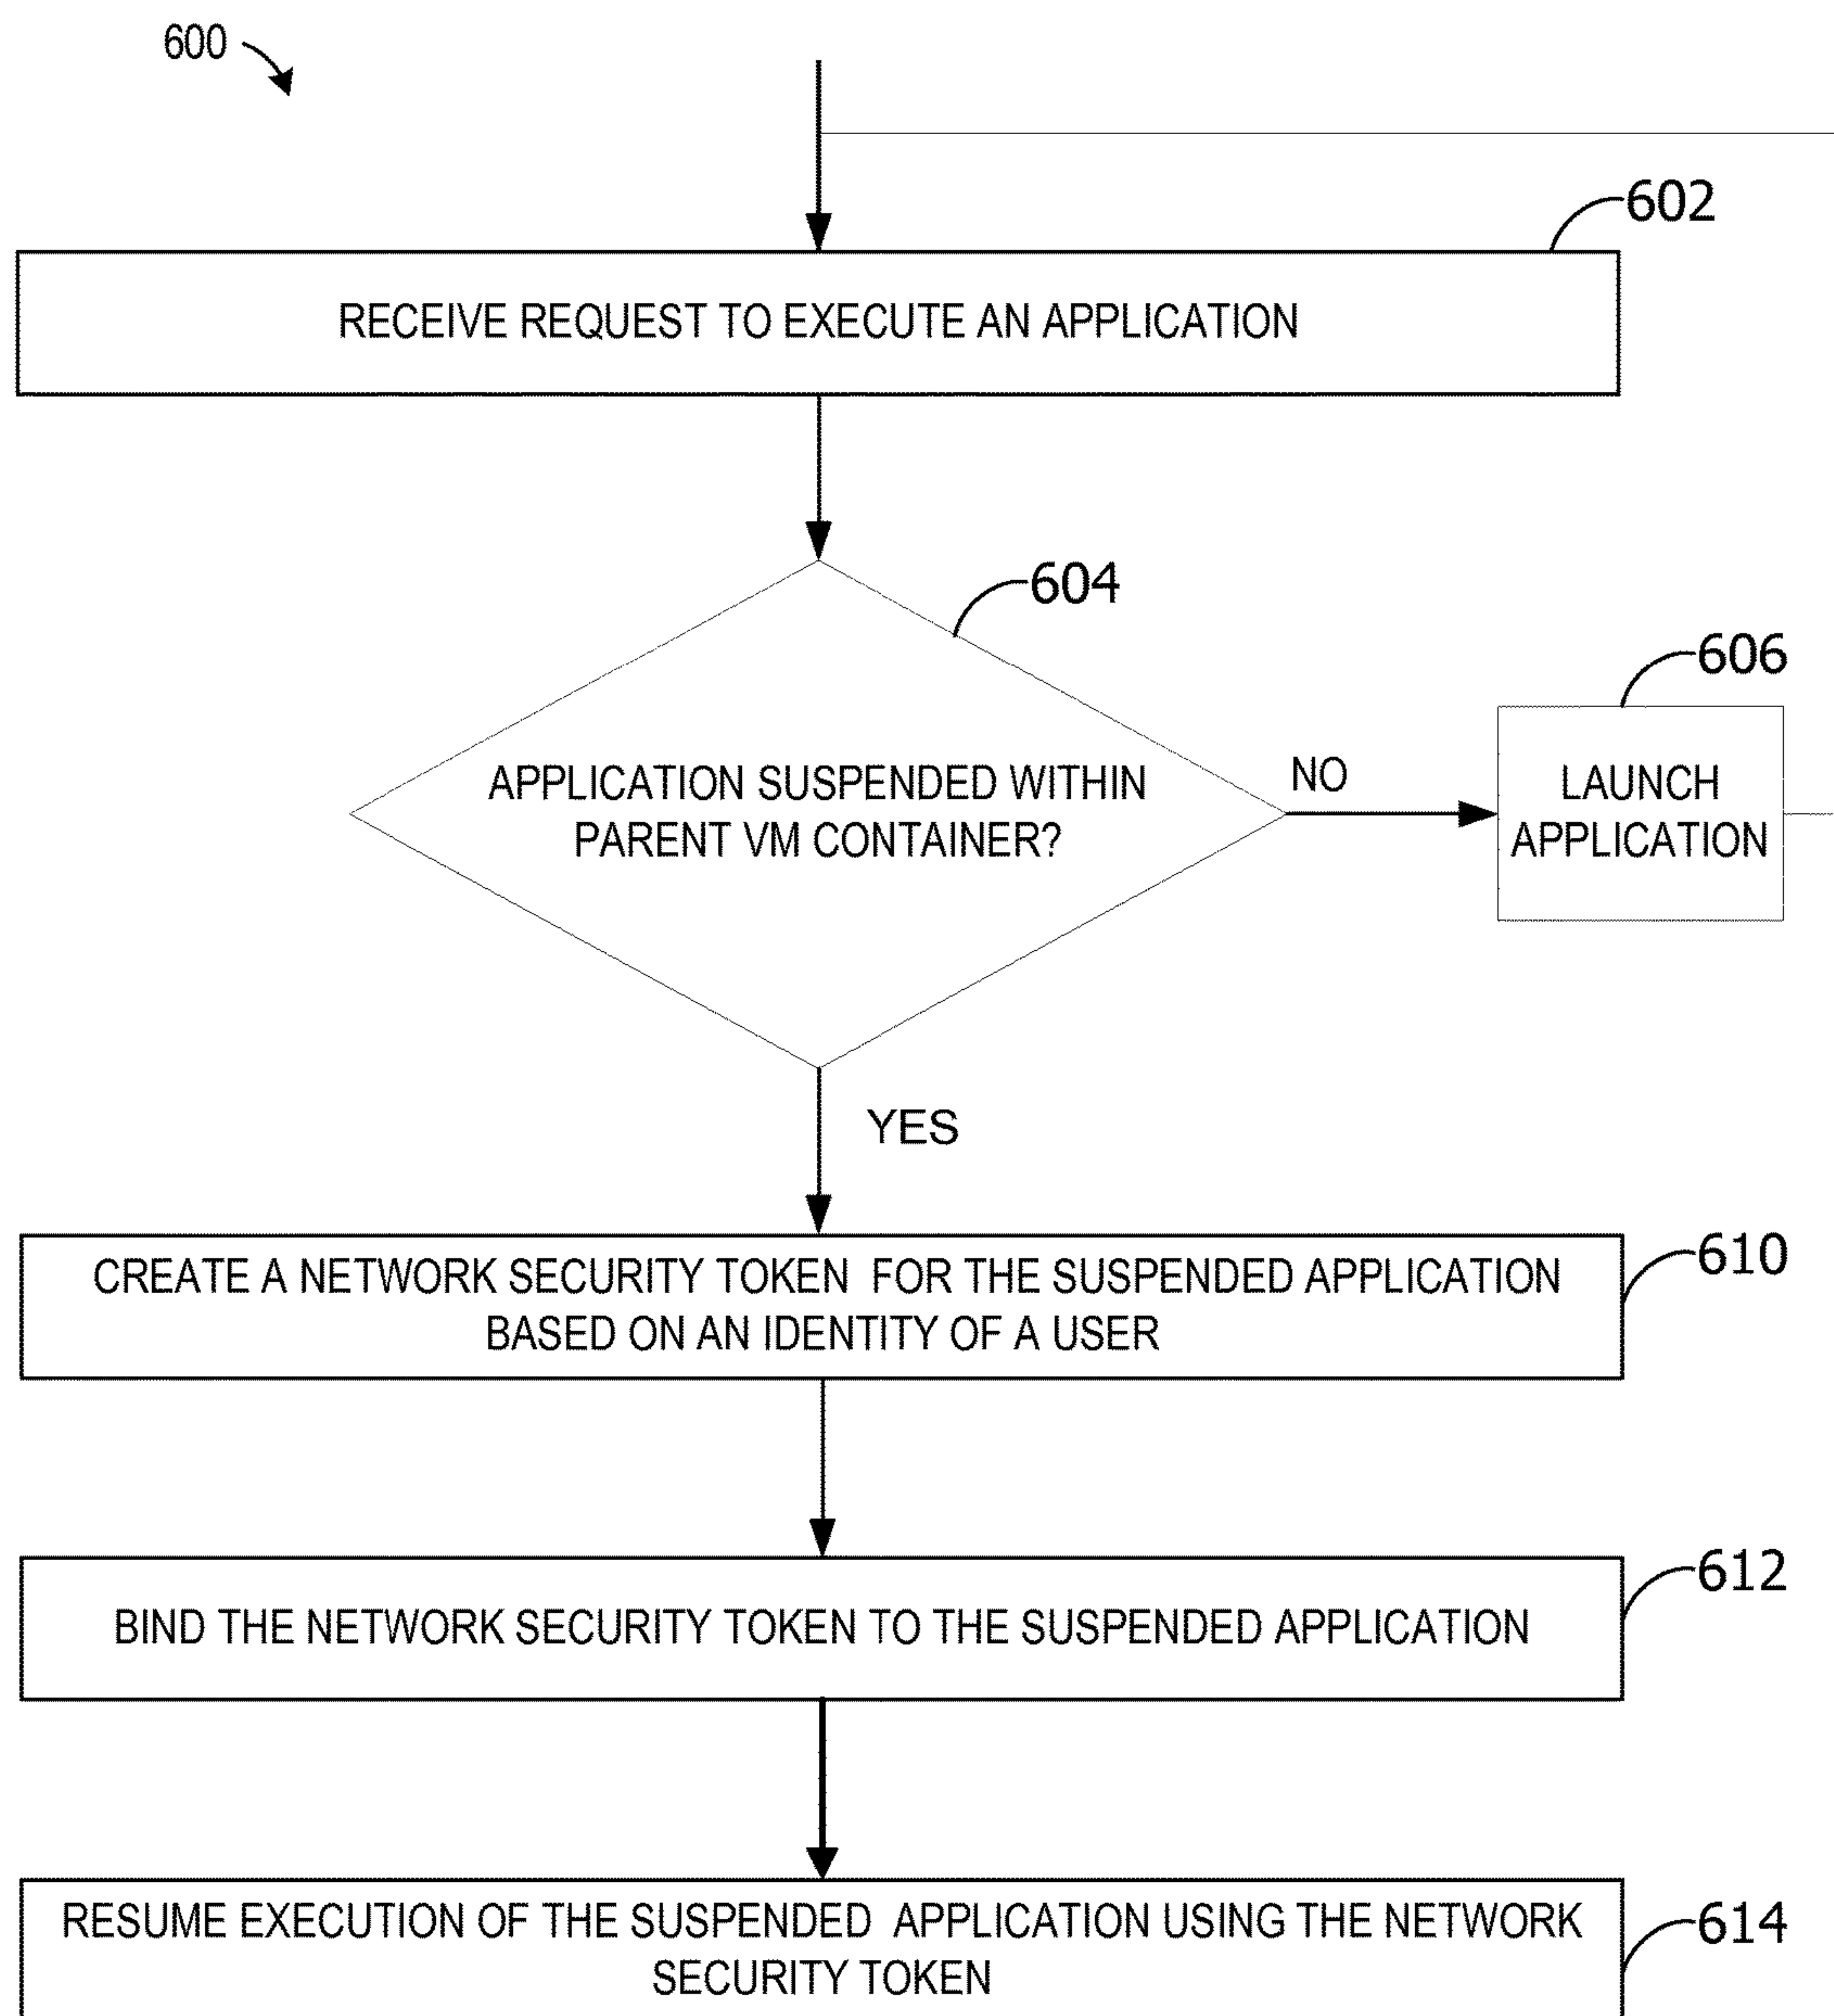 600
602
RECEIVE REQUEST TO EXECUTE AN APPLICATION
604
606
APPLICATION SUSPENDED WITHIN
PARENT VM CONTAINER?
NO
LAUNCH
APPLICATION
YES
610
CREATE A NETWORK SECURITY TOKEN FOR THE SUSPENDED APPLICATION
BASED ON AN IDENTITY OF A USER
612
BIND THE NETWORK SECURITY TOKEN TO THE SUSPENDED APPLICATION
614
RESUME EXECUTION OF THE SUSPENDED APPLICATION USING THE NETWORK
SECURITY TOKEN